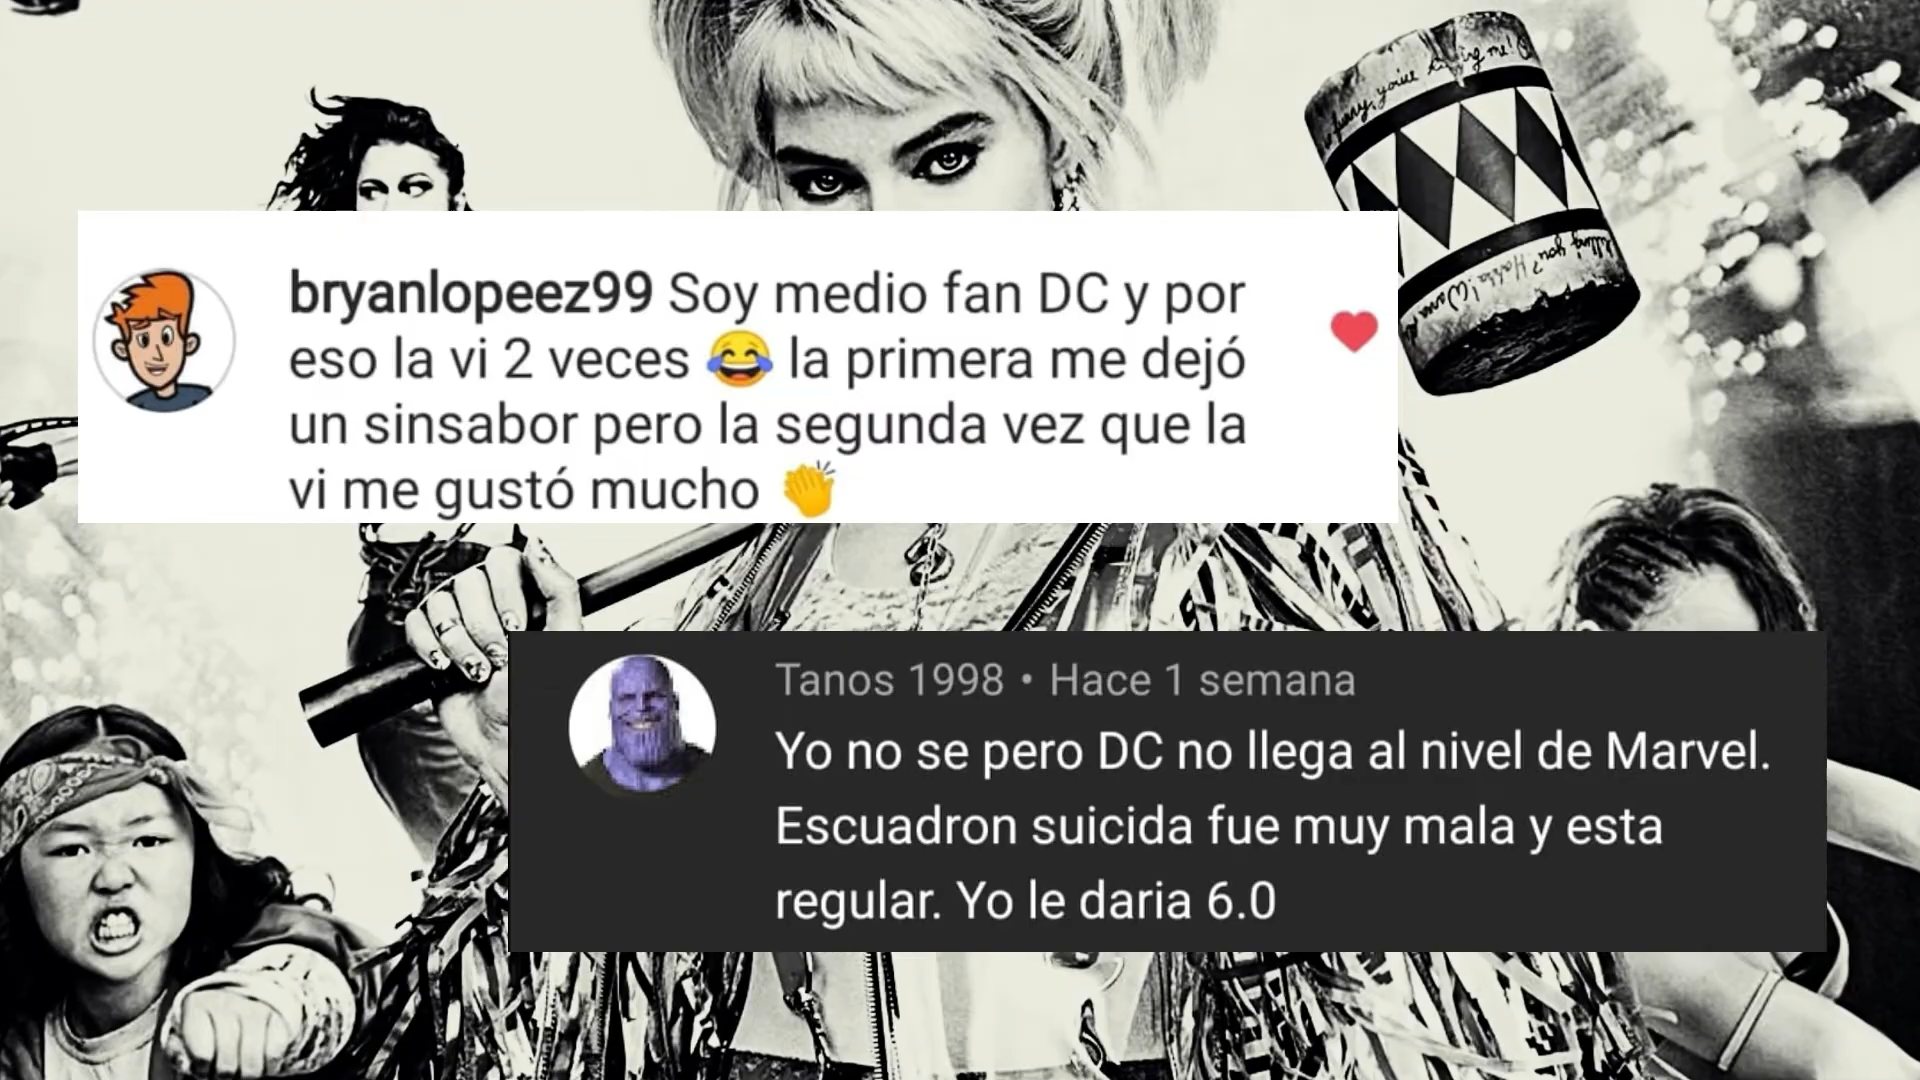 bryanlopeez99 Soy medio fan DC y por
eso la vi 2 veces 😂 la primera me dejó
un sinsabor pero la segunda vez que la
vi me gustó mucho 👏
Tanos 1998 • Hace 1 semana
Yo no se pero DC no llega al nivel de Marvel.
Escuadron suicida fue muy mala y esta
regular. Yo le daria 6.0